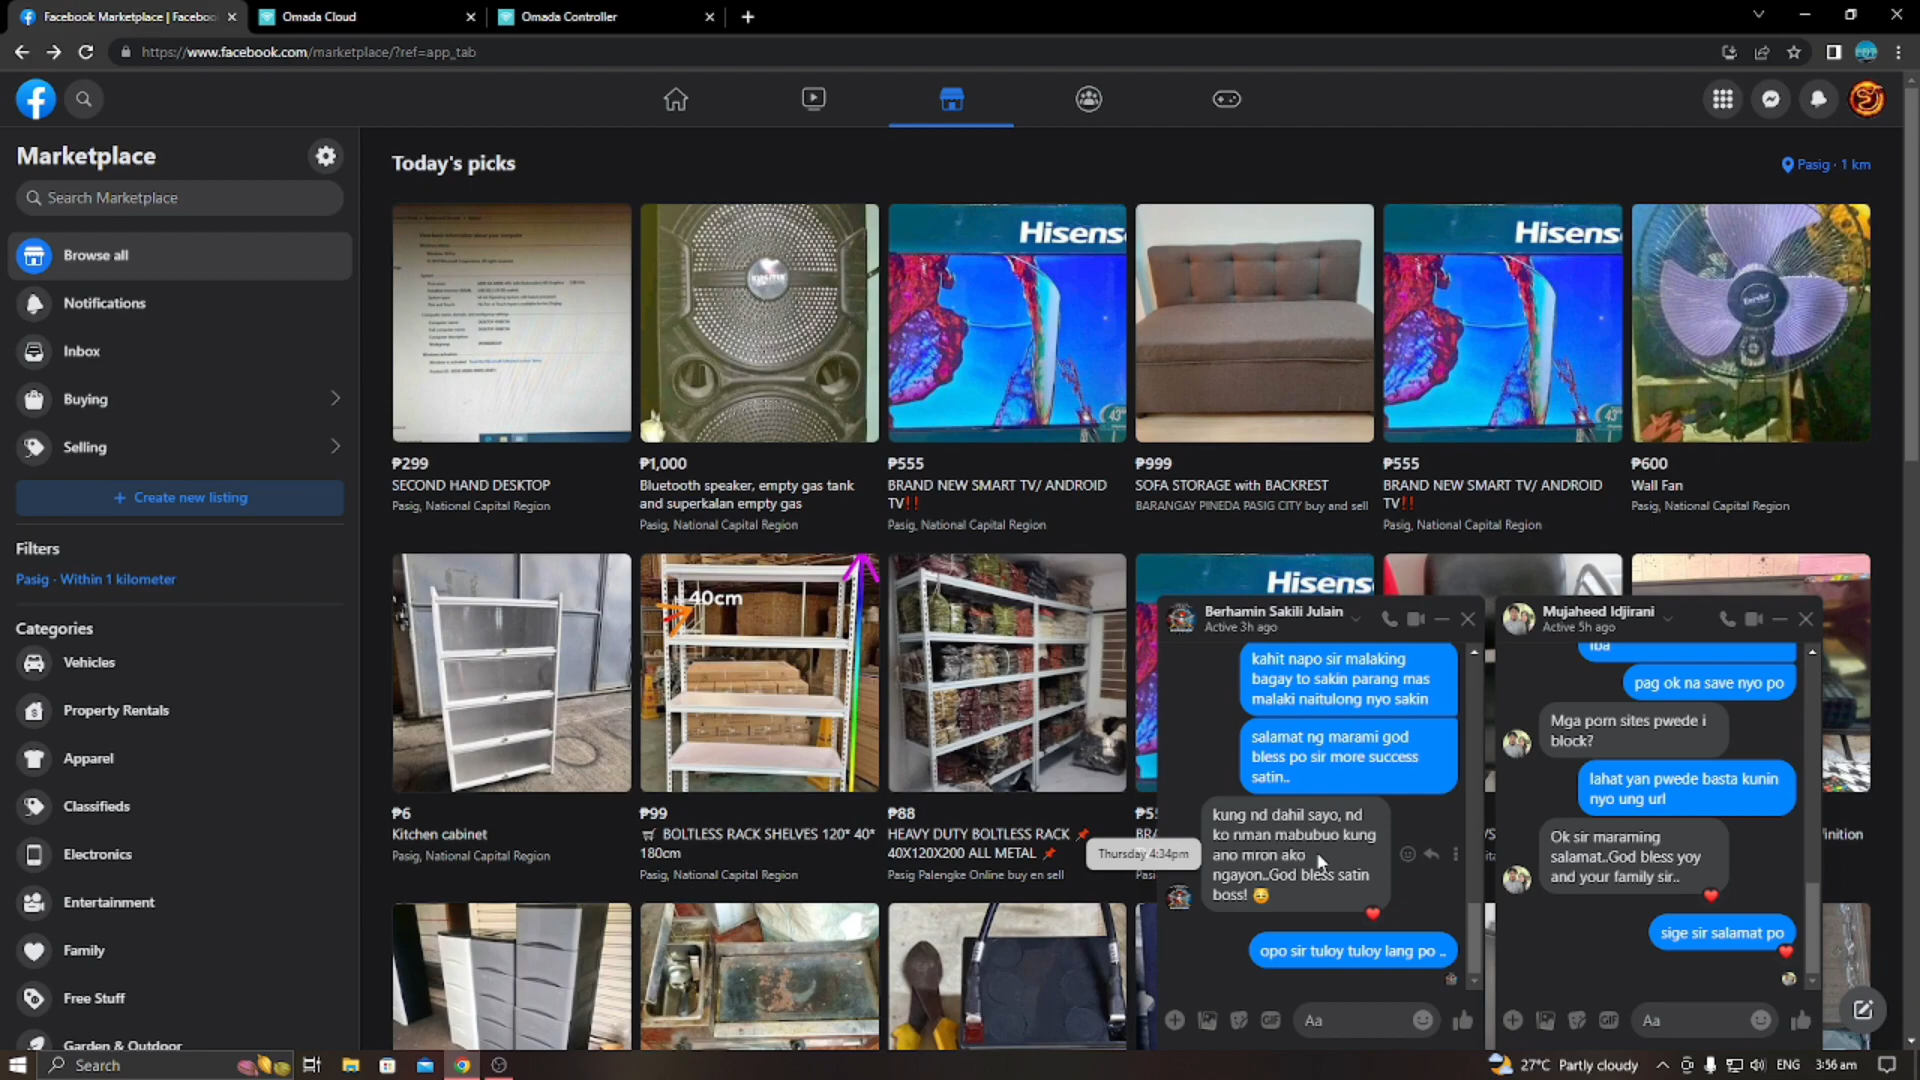 Facebook Marketplace | Faceboo
Omada Cloud
Omada Controller
https://www.facebook.com/marketplace/?ref=app_tab
Marketplace
Search Marketplace
Browse all
Notifications
Inbox
Buying
Selling
+ Create new listing
Filters
Pasig · Within 1 kilometer
Categories
Vehicles
Property Rentals
Apparel
Classifieds
Electronics
Entertainment
Family
Free Stuff
Garden & Outdoor
Today's picks
Pasig · 1 km
Hisens
Hisens
43"
43"
₱299
SECOND HAND DESKTOP
Pasig, National Capital Region
₱1,000
Bluetooth speaker, empty gas tank
and superkalan empty gas
Pasig, National Capital Region
₱555
BRAND NEW SMART TV/ ANDROID
TV‼️
Pasig, National Capital Region
₱999
SOFA STORAGE with BACKREST
BARANGAY PINEDA PASIG CITY buy and sell
₱555
BRAND NEW SMART TV/ ANDROID
TV‼️
Pasig, National Capital Region
₱600
Wall Fan
Pasig, National Capital Region
40cm
Hisens
₱6
Kitchen cabinet
Pasig, National Capital Region
₱99
🛒 BOLTLESS RACK SHELVES 120* 40*
180cm
Pasig, National Capital Region
₱88
HEAVY DUTY BOLTLESS RACK 📌
40X120X200 ALL METAL 📌
Pasig Palengke Online buy en sell
₱55
BRA
Pasi
Thursday 4:34pm
Berhamin Sakili Julain
Active 3h ago
kahit napo sir malaking
bagay to sakin parang mas
malaki naitulong nyo sakin
salamat ng marami god
bless po sir more success
satin..
kung nd dahil sayo, nd
ko nman mabubuo kung
ano mron ako
ngayon..God bless satin
boss! ☺️
opo sir tuloy tuloy lang po ..
Aa
Mujaheed Idjirani
Active 5h ago
iba
pag ok na save nyo po
Mga porn sites pwede i
block?
lahat yan pwede basta kunin
nyo ung url
Ok sir maraming
salamat..God bless yoy
and your family sir..
sige sir salamat po
Aa
GIF
GIF
inition
Search
27°C Partly cloudy
ENG
3:56 am